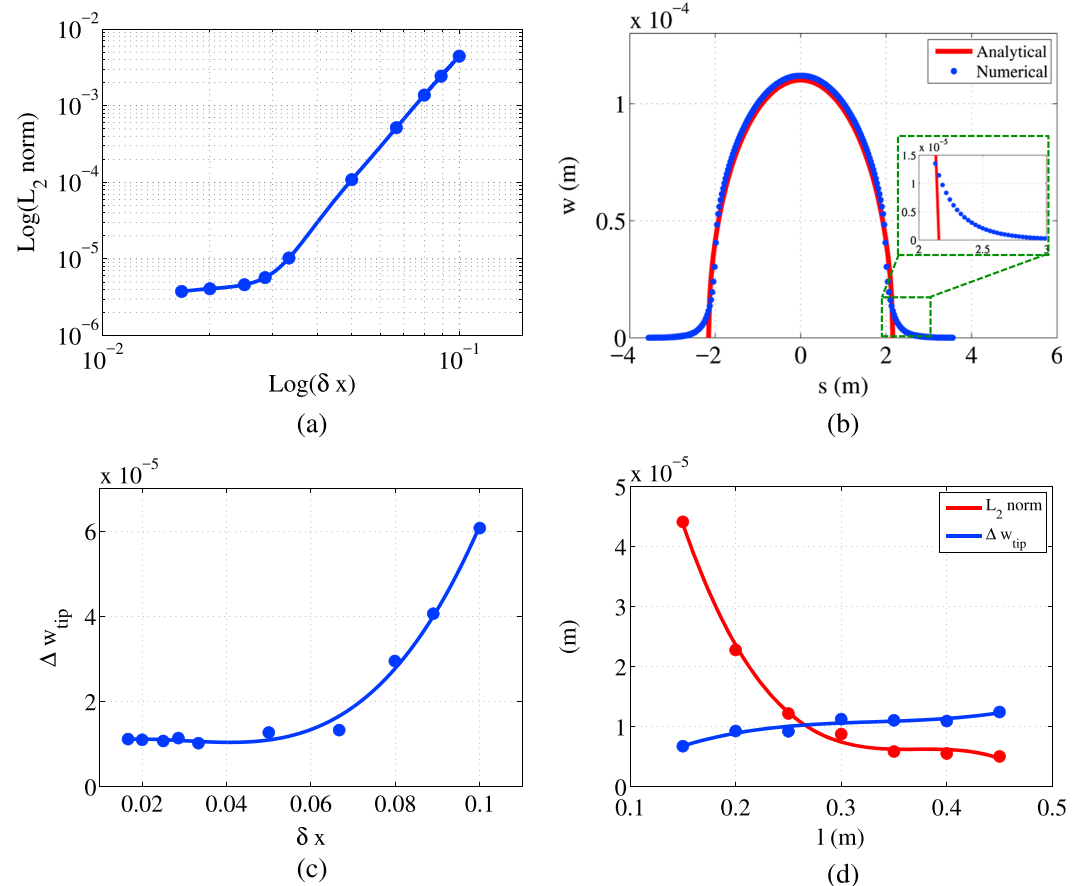 10⁻²
10⁻³
10⁻⁴
10⁻⁵
10⁻⁶
Log(L₂ norm)
10⁻² 10⁻¹
Log(δ x)
(a)
x 10⁻⁴
1
0.5
0
w (m)
Analytical
Numerical
x 10⁻⁵
1.5
1
0.5
0
2 2.5 3
−4 −2 0 2 4 6
s (m)
(b)
x 10⁻⁵
6
4
2
0
Δ w_tip
0.02 0.04 0.06 0.08 0.1
δ x
(c)
x 10⁻⁵
5
4
3
2
1
0
(m)
L₂ norm
Δ w_tip
0.1 0.2 0.3 0.4 0.5
l (m)
(d)